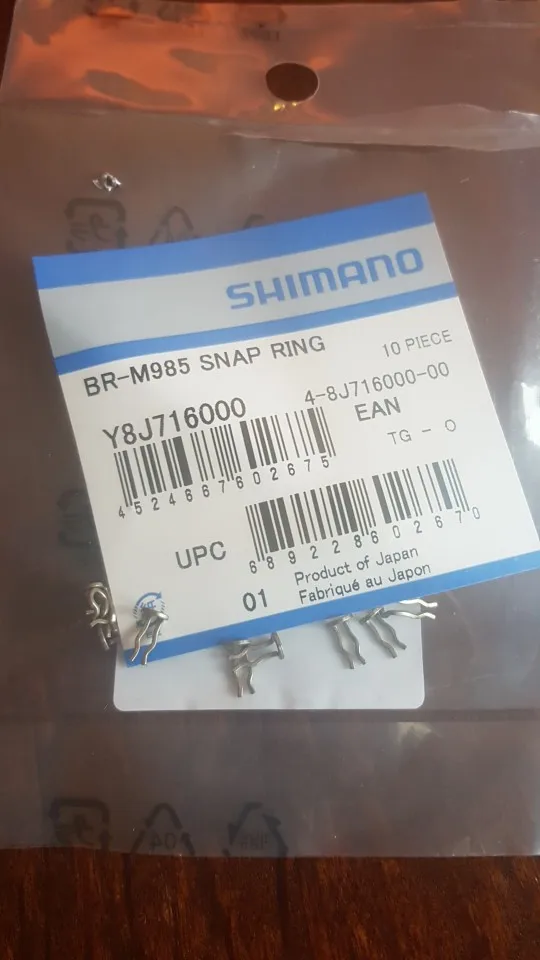 SHIMANO
BR-M985 SNAP RING
10 PIECE
Y8J716000
4-8J716000-00
EAN
TG - O
4524667602675
UPC
689228602670
01
Product of Japan
Fabriqué au Japon
04